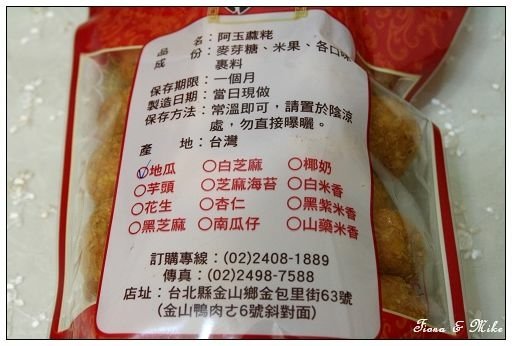 品　名：阿玉蔴粩
成　份：麥芽糖、米果、各口味
裹料
保存期限：一個月
製造日期：當日現做
保存方法：常溫即可，請置於陰涼
處，勿直接曝曬。
產　地：台灣
地瓜 ○白芝麻 ○椰奶
○芋頭 ○芝麻海苔 ○白米香
○花生 ○杏仁 ○黑紫米香
○黑芝麻 ○南瓜仔 ○山藥米香
訂購專線：(02)2408-1889
傳真：(02)2498-7588
店址：台北縣金山鄉金包里街63號
（金山鴨肉ㄊ6號斜對面）
Fiona & Mike